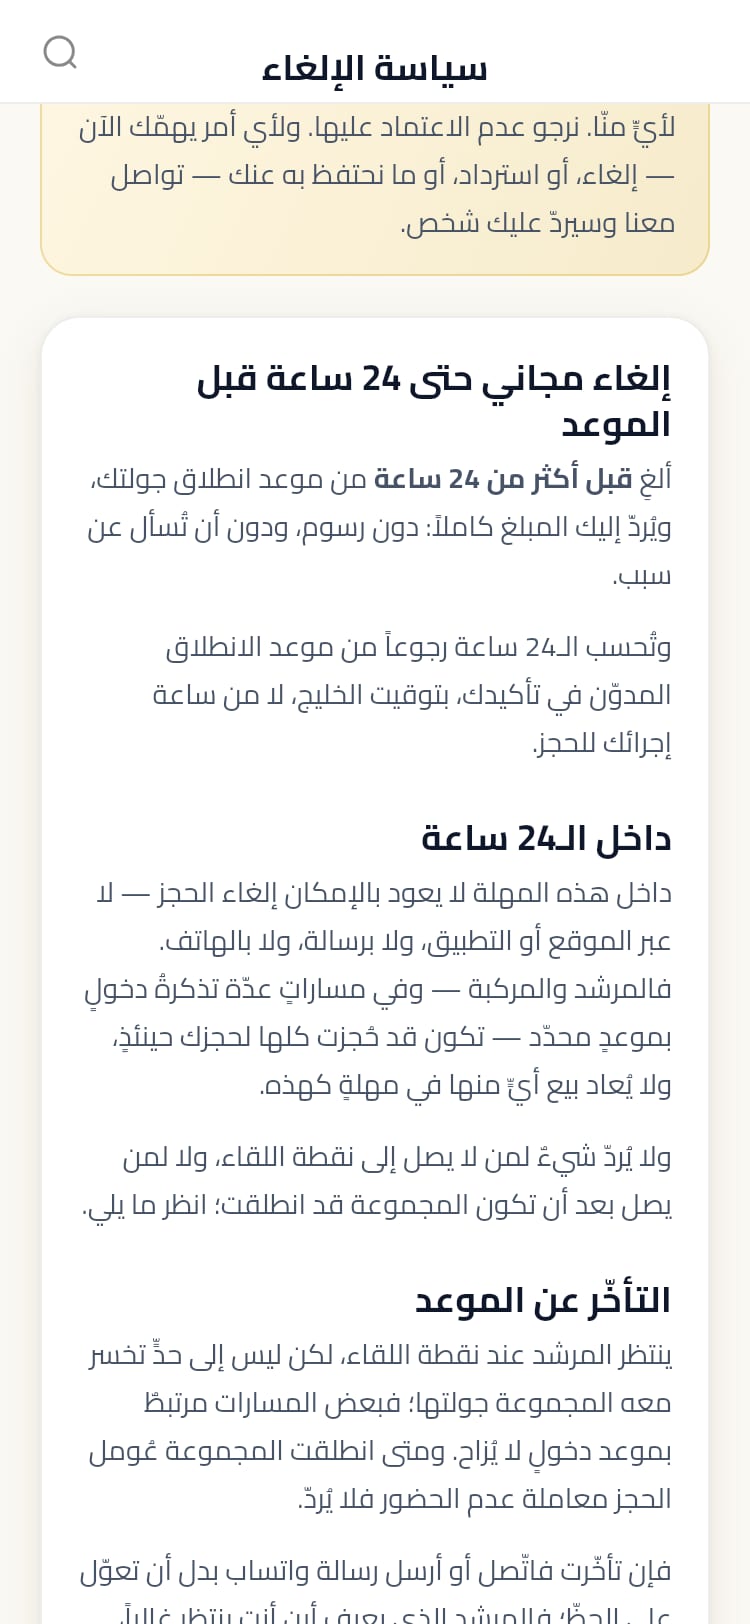 سياسة الإلغاء
لأيٍّ منّا. نرجو عدم الاعتماد عليها. ولأي أمر يهمّك الآن
— إلغاء، أو استرداد، أو ما نحتفظ به عنك — تواصل
معنا وسيردّ عليك شخص.
إلغاء مجاني حتى 24 ساعة قبل
الموعد
ألغِ قبل أكثر من 24 ساعة من موعد انطلاق جولتك،
ويُردّ إليك المبلغ كاملاً: دون رسوم، ودون أن تُسأل عن
سبب.
وتُحسب الـ24 ساعة رجوعاً من موعد الانطلاق
المدوّن في تأكيدك، بتوقيت الخليج، لا من ساعة
إجرائك للحجز.
داخل الـ24 ساعة
داخل هذه المهلة لا يعود بالإمكان إلغاء الحجز — لا
عبر الموقع أو التطبيق، ولا برسالة، ولا بالهاتف.
فالمرشد والمركبة — وفي مساراتٍ عدّة تذكرةُ دخولٍ
بموعدٍ محدّد — تكون قد حُجزت كلها لحجزك حينئذٍ،
ولا يُعاد بيع أيٍّ منها في مهلةٍ كهذه.
ولا يُردّ شيءٌ لمن لا يصل إلى نقطة اللقاء، ولا لمن
يصل بعد أن تكون المجموعة قد انطلقت؛ انظر ما يلي.
التأخّر عن الموعد
ينتظر المرشد عند نقطة اللقاء، لكن ليس إلى حدٍّ تخسر
معه المجموعة جولتها؛ فبعض المسارات مرتبطٌ
بموعد دخولٍ لا يُزاح. ومتى انطلقت المجموعة عُومل
الحجز معاملة عدم الحضور فلا يُردّ.
فإن تأخّرت فاتّصل أو أرسل رسالة واتساب بدل أن تعوّل
على الحظّ؛ فالمرشد الذي يعرف أين أنت ينتظر غالباً،